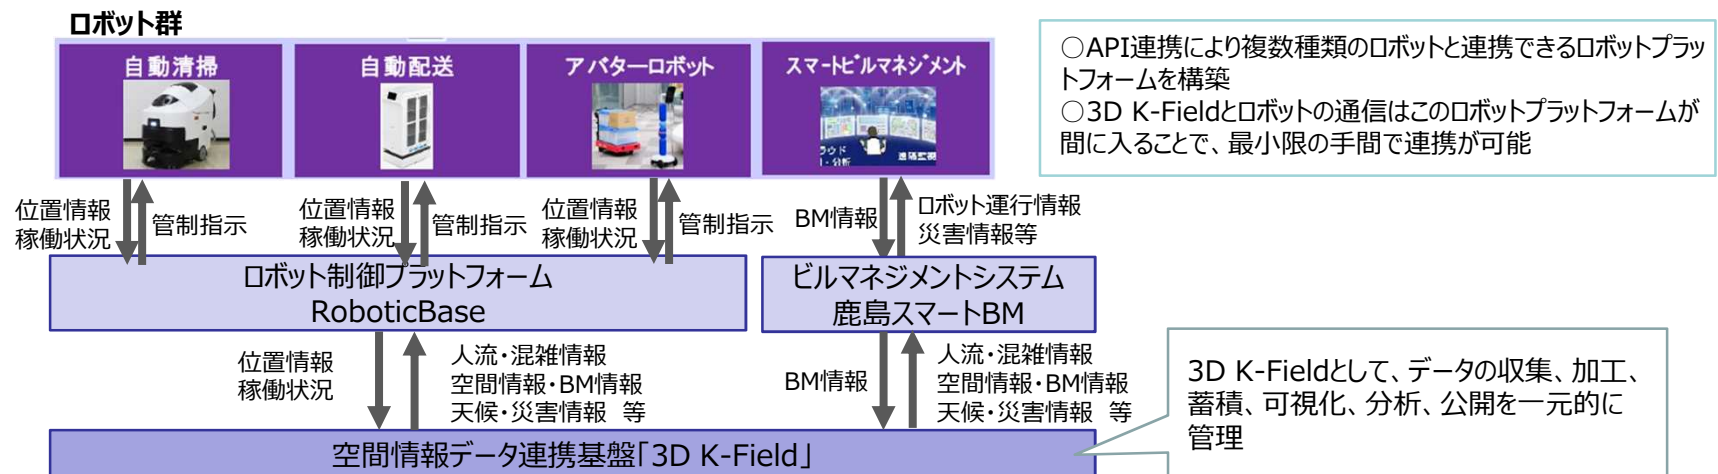 ロボット群
自動清掃
自動配送
アバターロボット
スマートビルマネジメント
ラウド
・分析
遠隔監視
○API連携により複数種類のロボットと連携できるロボットプラッ
トフォームを構築
○3D K-Fieldとロボットの通信はこのロボットプラットフォームが
間に入ることで、最小限の手間で連携が可能
位置情報
稼働状況
管制指示
位置情報
稼働状況
管制指示
位置情報
稼働状況
管制指示
BM情報
ロボット運行情報
災害情報等
ロボット制御プラットフォーム
RoboticBase
ビルマネジメントシステム
鹿島スマートBM
位置情報
稼働状況
人流・混雑情報
空間情報・BM情報
天候・災害情報 等
BM情報
人流・混雑情報
空間情報・BM情報
天候・災害情報 等
3D K-Fieldとして、データの収集、加工、
蓄積、可視化、分析、公開を一元的に
管理
空間情報データ連携基盤「3D K-Field」